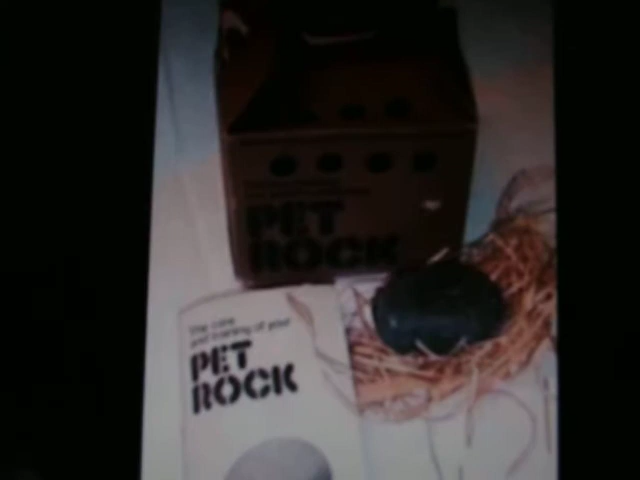 PET
ROCK
the care
and training of your
PET
ROCK